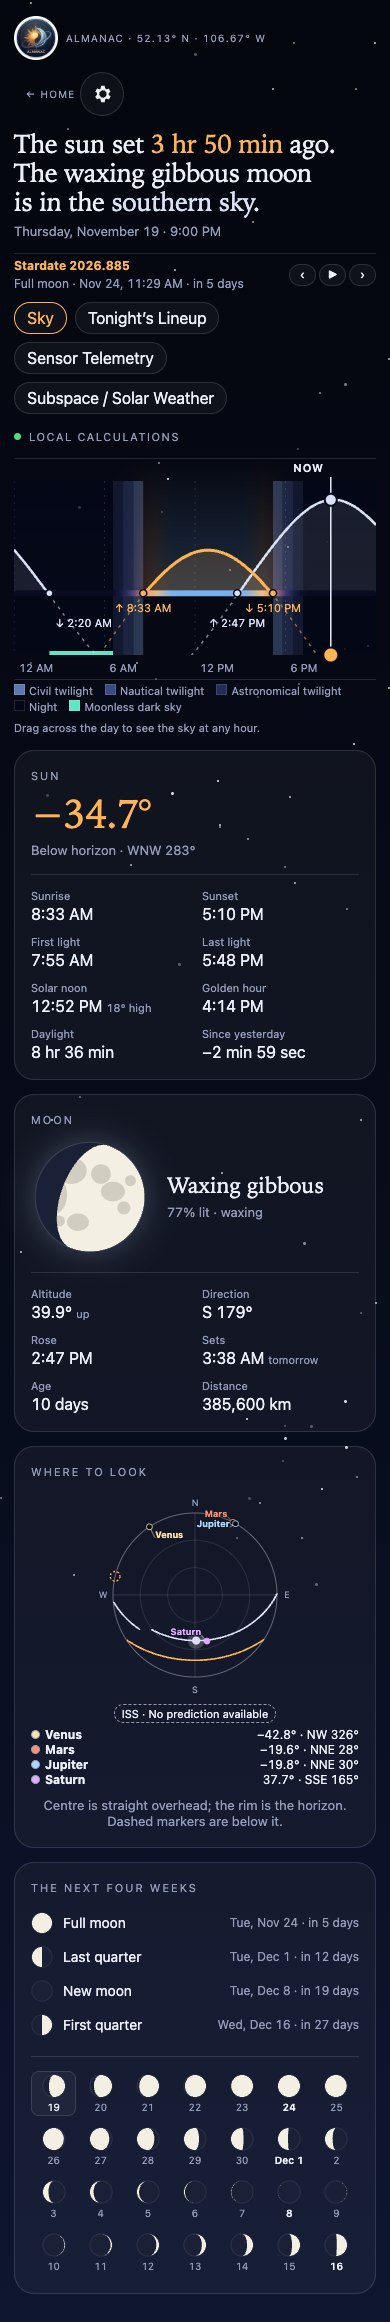 ALMANAC
ALMANAC · 52.13° N · 106.67° W
← HOME
The sun set 3 hr 50 min ago.
The waxing gibbous moon
is in the southern sky.
Thursday, November 19 · 9:00 PM
Stardate 2026.885
Full moon · Nov 24, 11:29 AM · in 5 days
‹ ▶ ›
Sky
Tonight's Lineup
Sensor Telemetry
Subspace / Solar Weather
LOCAL CALCULATIONS
NOW
↑ 8:33 AM
↓ 5:10 PM
↓ 2:20 AM
↑ 2:47 PM
12 AM
6 AM
12 PM
6 PM
Civil twilight
Nautical twilight
Astronomical twilight
Night
Moonless dark sky
Drag across the day to see the sky at any hour.
SUN
−34.7°
Below horizon · WNW 283°
Sunrise
8:33 AM
Sunset
5:10 PM
First light
7:55 AM
Last light
5:48 PM
Solar noon
12:52 PM 18° high
Golden hour
4:14 PM
Daylight
8 hr 36 min
Since yesterday
−2 min 59 sec
MOON
Waxing gibbous
77% lit · waxing
Altitude
39.9° up
Direction
S 179°
Rose
2:47 PM
Sets
3:38 AM tomorrow
Age
10 days
Distance
385,600 km
WHERE TO LOOK
N
Mars
Jupiter
Venus
W
E
Saturn
S
ISS · No prediction available
Venus −42.8° · NW 326°
Mars −19.6° · NNE 28°
Jupiter −19.8° · NNE 30°
Saturn 37.7° · SSE 165°
Centre is straight overhead; the rim is the horizon.
Dashed markers are below it.
THE NEXT FOUR WEEKS
Full moon Tue, Nov 24 · in 5 days
Last quarter Tue, Dec 1 · in 12 days
New moon Tue, Dec 8 · in 19 days
First quarter Wed, Dec 16 · in 27 days
19 20 21 22 23 24 25
26 27 28 29 30 Dec 1 2
3 4 5 6 7 8 9
10 11 12 13 14 15 16